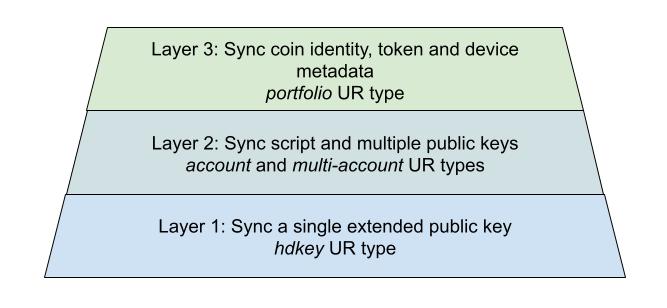 Layer 3: Sync coin identity, token and device
metadata
portfolio UR type
Layer 2: Sync script and multiple public keys
account and multi-account UR types
Layer 1: Sync a single extended public key
hdkey UR type